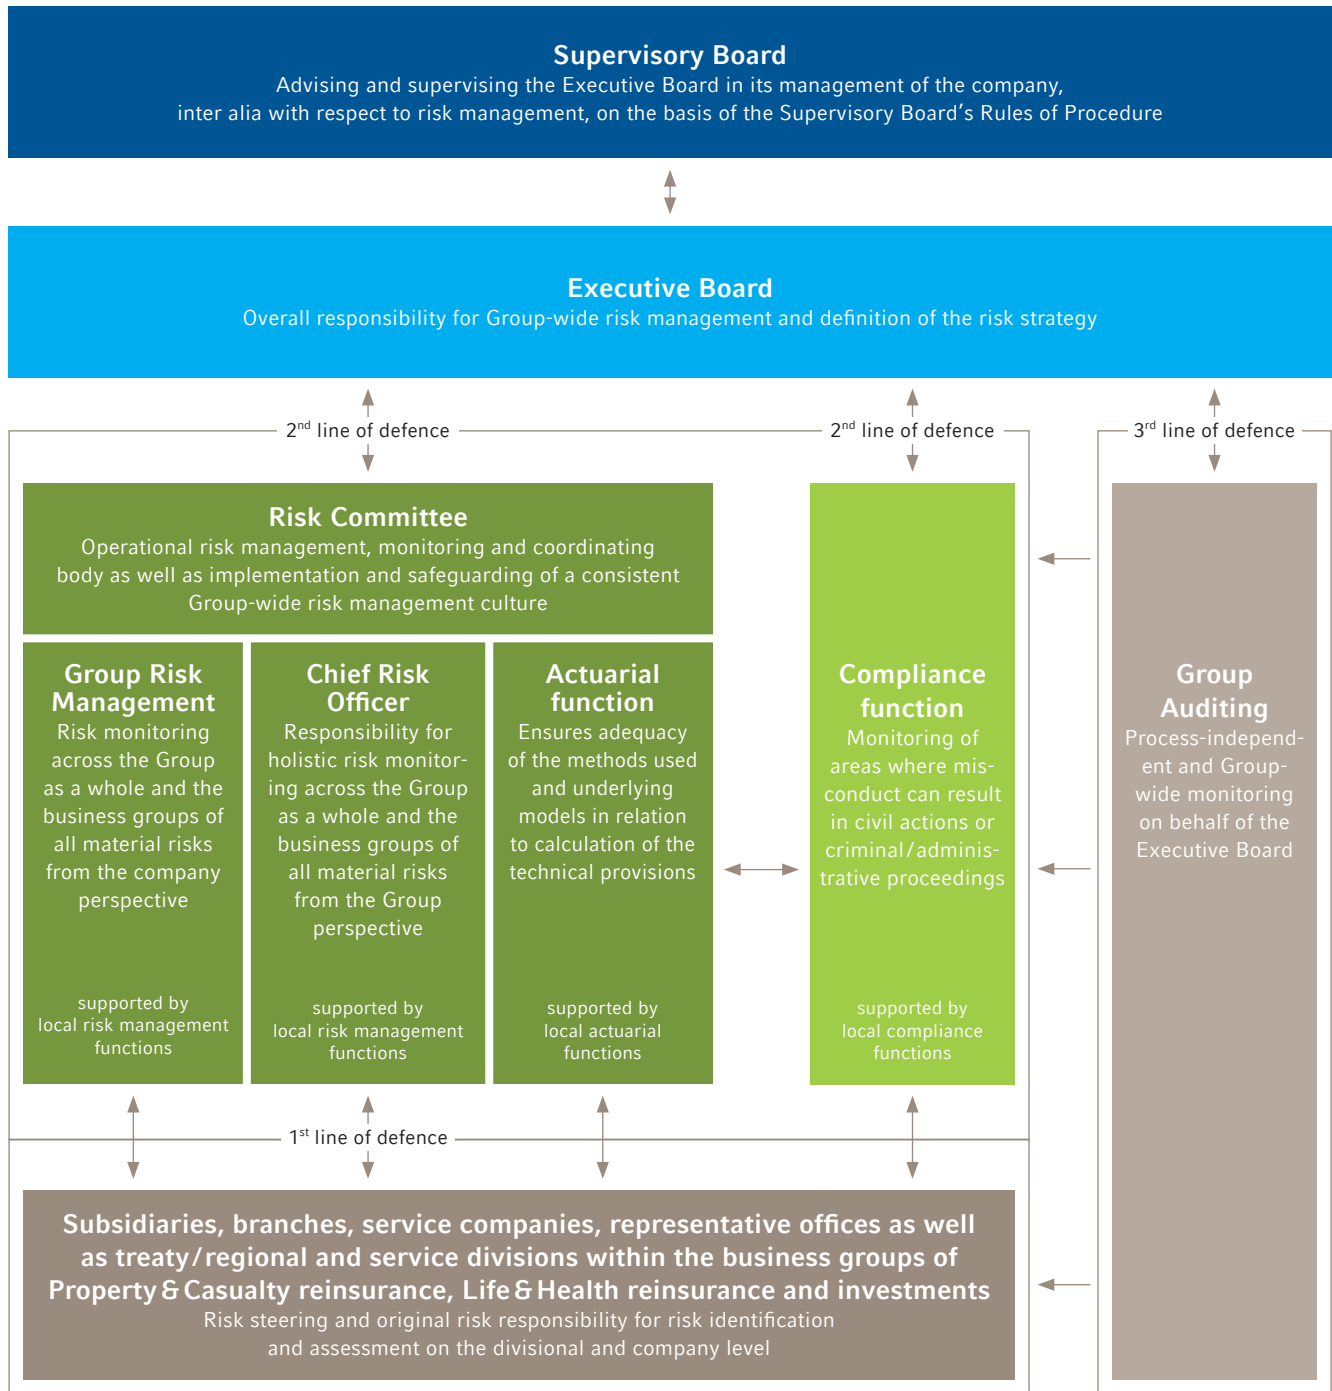 Supervisory Board
Advising and supervising the Executive Board in its management of the company,
inter alia with respect to risk management, on the basis of the Supervisory Board’s Rules of Procedure
Executive Board
Overall responsibility for Group-wide risk management and definition of the risk strategy
2nd line of defence
2nd line of defence
3rd line of defence
Risk Committee
Operational risk management, monitoring and coordinating
body as well as implementation and safeguarding of a consistent
Group-wide risk management culture
Group Risk
Management
Risk monitoring
across the Group
as a whole and the
business groups of
all material risks
from the company
perspective
supported by
local risk management
functions
Chief Risk
Officer
Responsibility for
holistic risk monitor-
ing across the Group
as a whole and the
business groups of
all material risks
from the Group
perspective
supported by
local risk management
functions
Actuarial
function
Ensures adequacy
of the methods used
and underlying
models in relation
to calculation of the
technical provisions
supported by
local actuarial
functions
Compliance
function
Monitoring of
areas where mis-
conduct can result
in civil actions or
criminal/adminis-
trative proceedings
supported by
local compliance
functions
Group
Auditing
Process-independ-
ent and Group-
wide monitoring
on behalf of the
Executive Board
1st line of defence
Subsidiaries, branches, service companies, representative offices as well
as treaty/regional and service divisions within the business groups of
Property & Casualty reinsurance, Life & Health reinsurance and investments
Risk steering and original risk responsibility for risk identification
and assessment on the divisional and company level